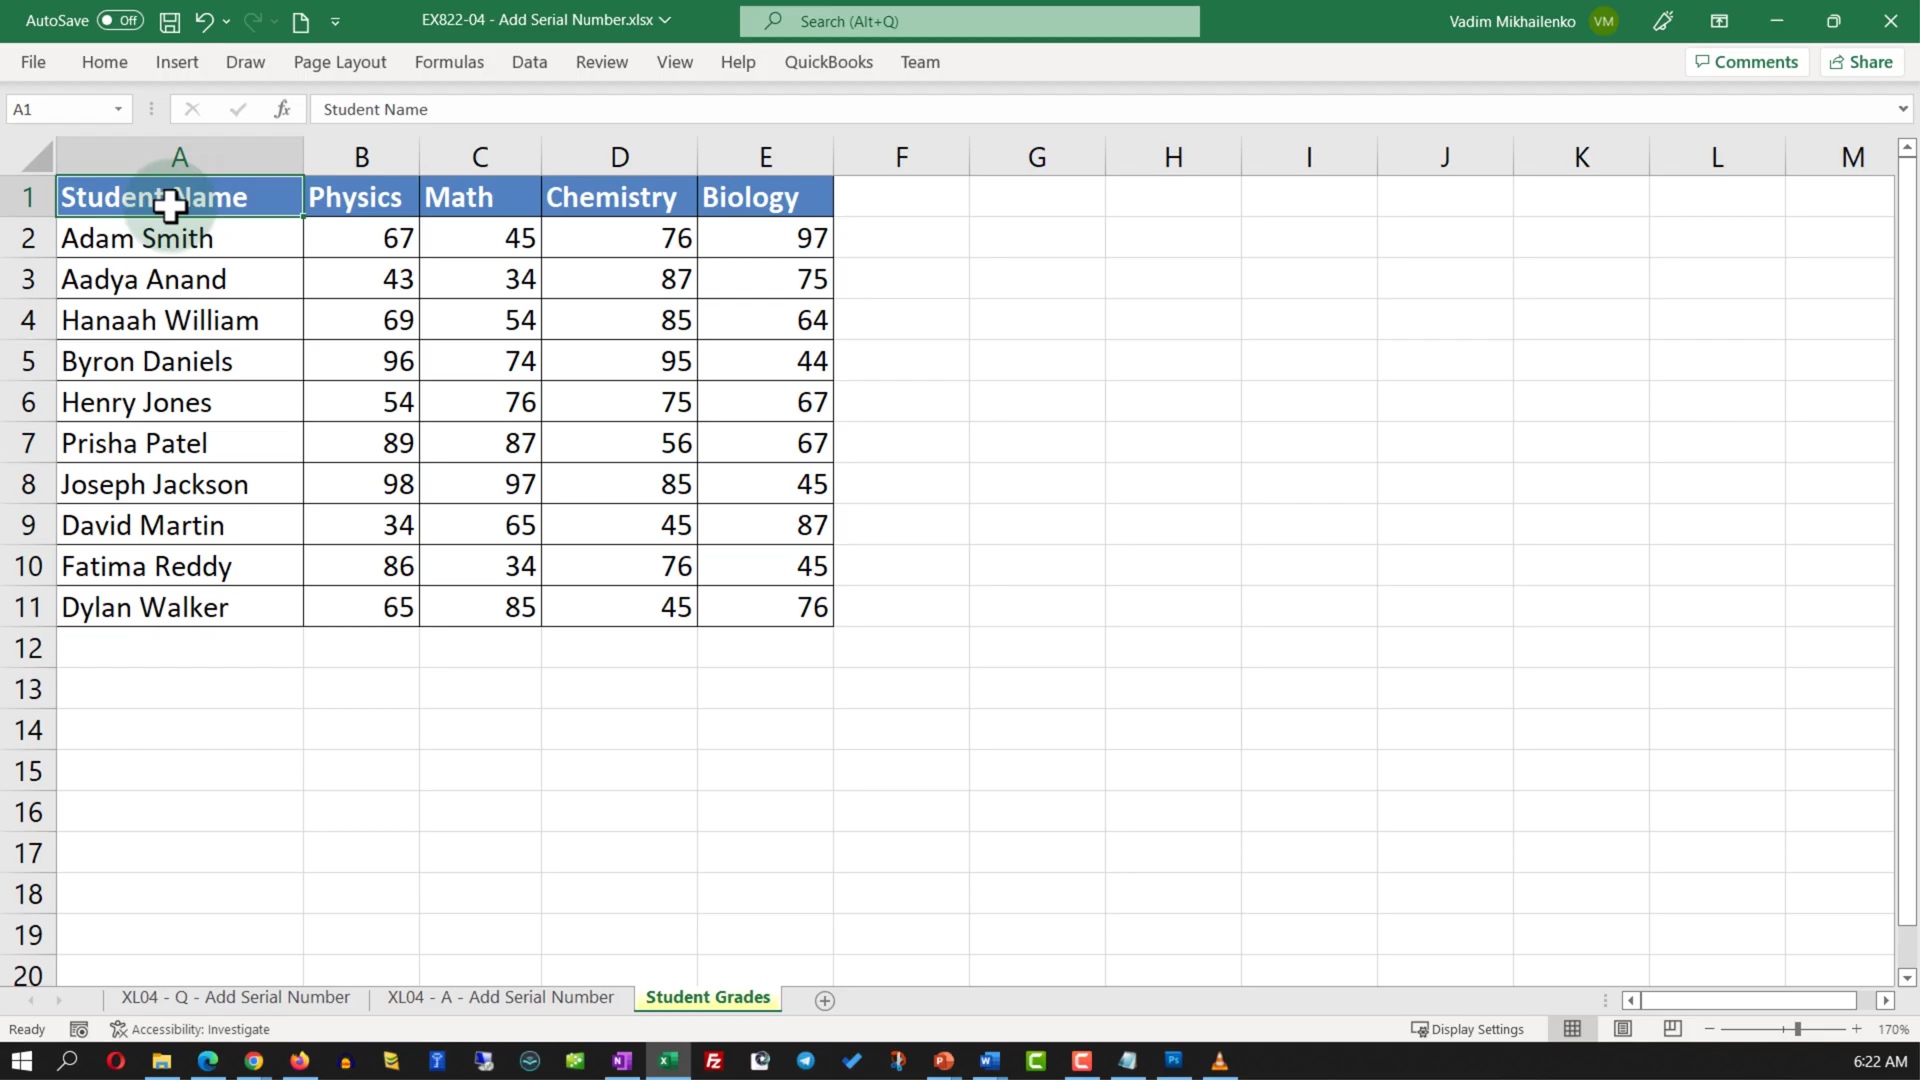 AutoSave Off EX822-04 - Add Serial Number.xlsx Search (Alt+Q) Vadim Mikhailenko VM
File Home Insert Draw Page Layout Formulas Data Review View Help QuickBooks Team Comments Share
A1 fx Student Name
A B C D E F G H I J K L M
1 Student Name Physics Math Chemistry Biology
2 Adam Smith 67 45 76 97
3 Aadya Anand 43 34 87 75
4 Hanaah William 69 54 85 64
5 Byron Daniels 96 74 95 44
6 Henry Jones 54 76 75 67
7 Prisha Patel 89 87 56 67
8 Joseph Jackson 98 97 85 45
9 David Martin 34 65 45 87
10 Fatima Reddy 86 34 76 45
11 Dylan Walker 65 85 45 76
12
13
14
15
16
17
18
19
20
XL04 - Q - Add Serial Number XL04 - A - Add Serial Number Student Grades
Ready Accessibility: Investigate Display Settings 170%
6:22 AM